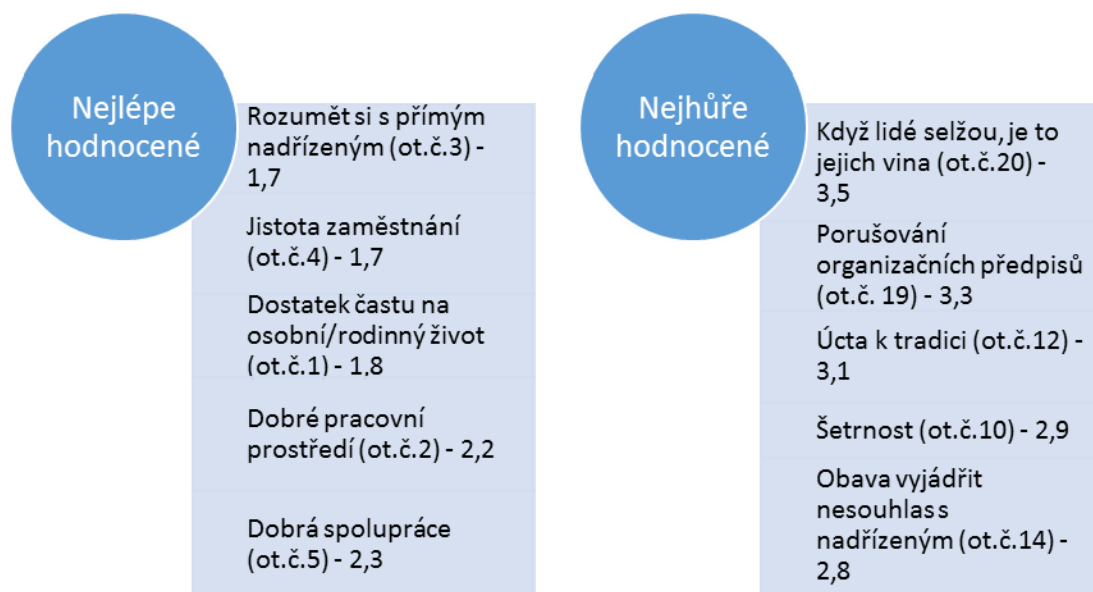 Nejlépe
hodnocené
Rozumět si s přímým
nadřízeným (ot.č.3) -
1,7
Jistota zaměstnání
(ot.č.4) - 1,7
Dostatek častu na
osobní/rodinný život
(ot.č.1) - 1,8
Dobré pracovní
prostředí (ot.č.2) - 2,2
Dobrá spolupráce
(ot.č.5) - 2,3
Nejhůře
hodnocené
Když lidé selžou, je to
jejich vina (ot.č.20) -
3,5
Porušování
organizačních předpisů
(ot.č. 19) - 3,3
Úcta k tradici (ot.č.12) -
3,1
Šetrnost (ot.č.10) - 2,9
Obava vyjádřit
nesouhlas s
nadřízeným (ot.č.14) -
2,8